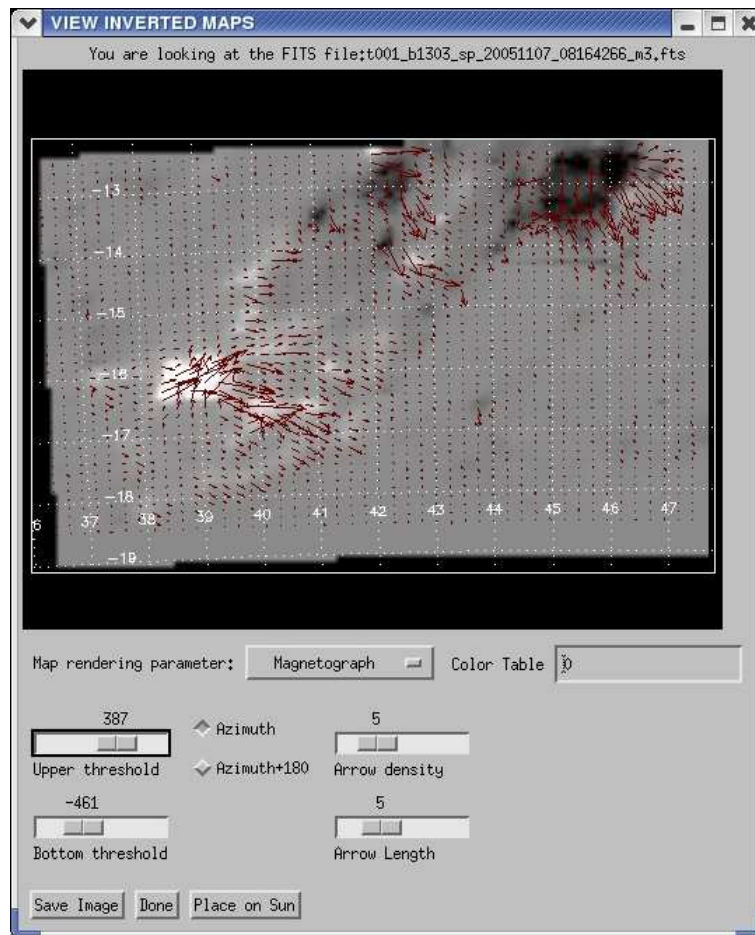 VIEW INVERTED MAPS
You are looking at the FITS file:t001_b1303_sp_20051107_08164266_m3.fts
-13
-14
-15
-16
-17
-18
6 37 38 39 40 41 42 43 44 45 46 47
-19
Map rendering parameter: Magnetograph Color Table 0
387 Azimuth 5
Upper threshold Azimuth+180 Arrow density
-461 5
Bottom threshold Arrow Length
Save Image Done Place on Sun